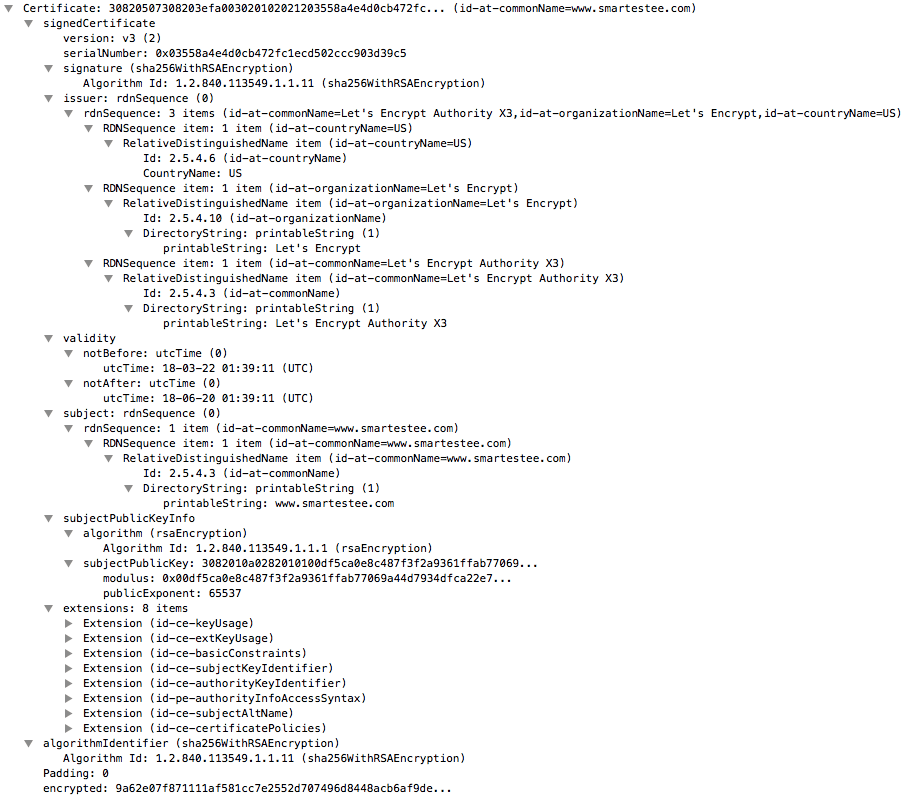 Certificate: 30820507308203efa003020102021203558a4e4d0cb472fc... (id-at-commonName=www.smartestee.com)
signedCertificate
version: v3 (2)
serialNumber: 0x03558a4e4d0cb472fc1ecd502ccc903d39c5
signature (sha256WithRSAEncryption)
Algorithm Id: 1.2.840.113549.1.1.11 (sha256WithRSAEncryption)
issuer: rdnSequence (0)
rdnSequence: 3 items (id-at-commonName=Let's Encrypt Authority X3,id-at-organizationName=Let's Encrypt,id-at-countryName=US)
RDNSequence item: 1 item (id-at-countryName=US)
RelativeDistinguishedName item (id-at-countryName=US)
Id: 2.5.4.6 (id-at-countryName)
CountryName: US
RDNSequence item: 1 item (id-at-organizationName=Let's Encrypt)
RelativeDistinguishedName item (id-at-organizationName=Let's Encrypt)
Id: 2.5.4.10 (id-at-organizationName)
DirectoryString: printableString (1)
printableString: Let's Encrypt
RDNSequence item: 1 item (id-at-commonName=Let's Encrypt Authority X3)
RelativeDistinguishedName item (id-at-commonName=Let's Encrypt Authority X3)
Id: 2.5.4.3 (id-at-commonName)
DirectoryString: printableString (1)
printableString: Let's Encrypt Authority X3
validity
notBefore: utcTime (0)
utcTime: 18-03-22 01:39:11 (UTC)
notAfter: utcTime (0)
utcTime: 18-06-20 01:39:11 (UTC)
subject: rdnSequence (0)
rdnSequence: 1 item (id-at-commonName=www.smartestee.com)
RDNSequence item: 1 item (id-at-commonName=www.smartestee.com)
RelativeDistinguishedName item (id-at-commonName=www.smartestee.com)
Id: 2.5.4.3 (id-at-commonName)
DirectoryString: printableString (1)
printableString: www.smartestee.com
subjectPublicKeyInfo
algorithm (rsaEncryption)
Algorithm Id: 1.2.840.113549.1.1.1 (rsaEncryption)
subjectPublicKey: 3082010a0282010100df5ca0e8c487f3f2a9361ffab77069...
modulus: 0x00df5ca0e8c487f3f2a9361ffab77069a44d7934dfca22e7...
publicExponent: 65537
extensions: 8 items
Extension (id-ce-keyUsage)
Extension (id-ce-extKeyUsage)
Extension (id-ce-basicConstraints)
Extension (id-ce-subjectKeyIdentifier)
Extension (id-ce-authorityKeyIdentifier)
Extension (id-pe-authorityInfoAccessSyntax)
Extension (id-ce-subjectAltName)
Extension (id-ce-certificatePolicies)
algorithmIdentifier (sha256WithRSAEncryption)
Algorithm Id: 1.2.840.113549.1.1.11 (sha256WithRSAEncryption)
Padding: 0
encrypted: 9a62e07f871111af581cc7e2552d707496d8448acb6af9de...